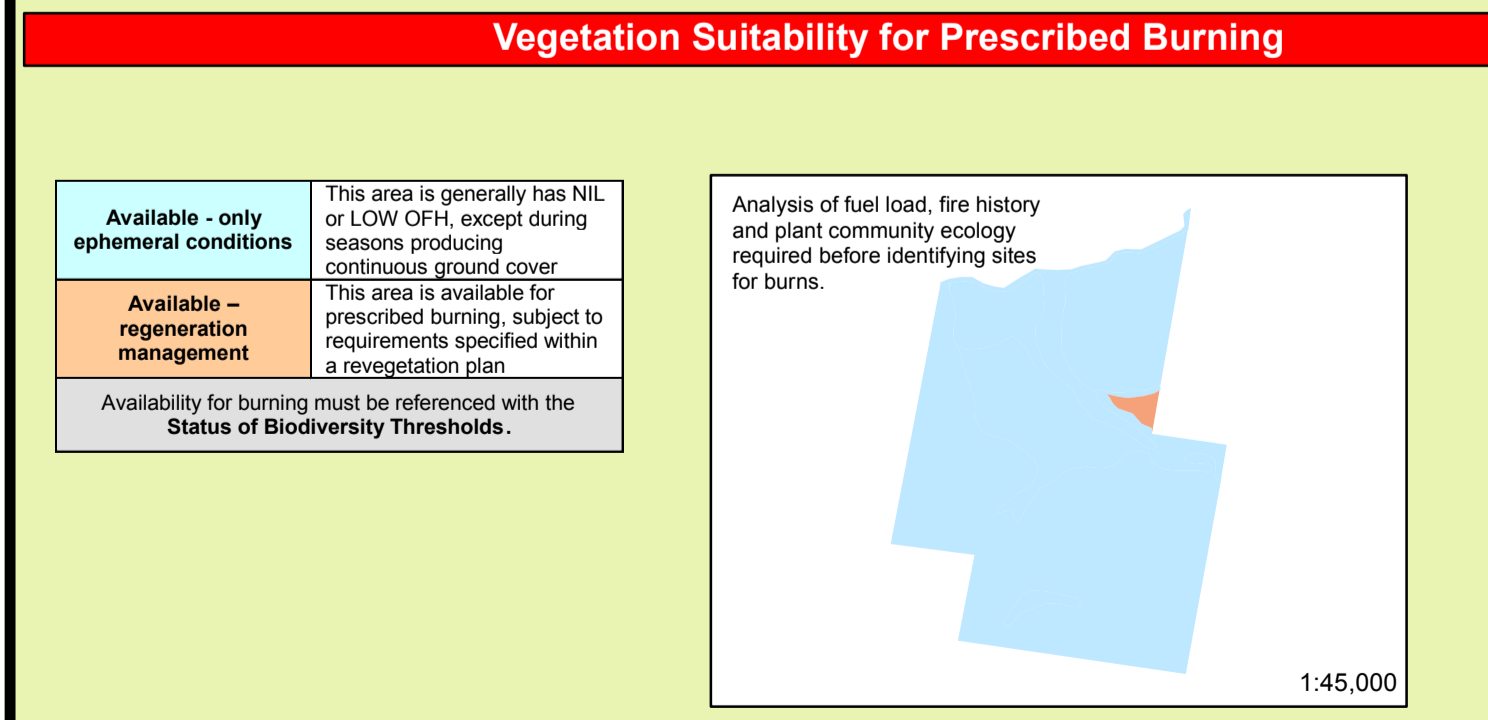 Vegetation Suitability for Prescribed Burning
Available - only
ephemeral conditions
This area is generally has NIL
or LOW OFH, except during
seasons producing
continuous ground cover
Available –
regeneration
management
This area is available for
prescribed burning, subject to
requirements specified within
a revegetation plan
Availability for burning must be referenced with the
Status of Biodiversity Thresholds.
Analysis of fuel load, fire history
and plant community ecology
required before identifying sites
for burns.
1:45,000